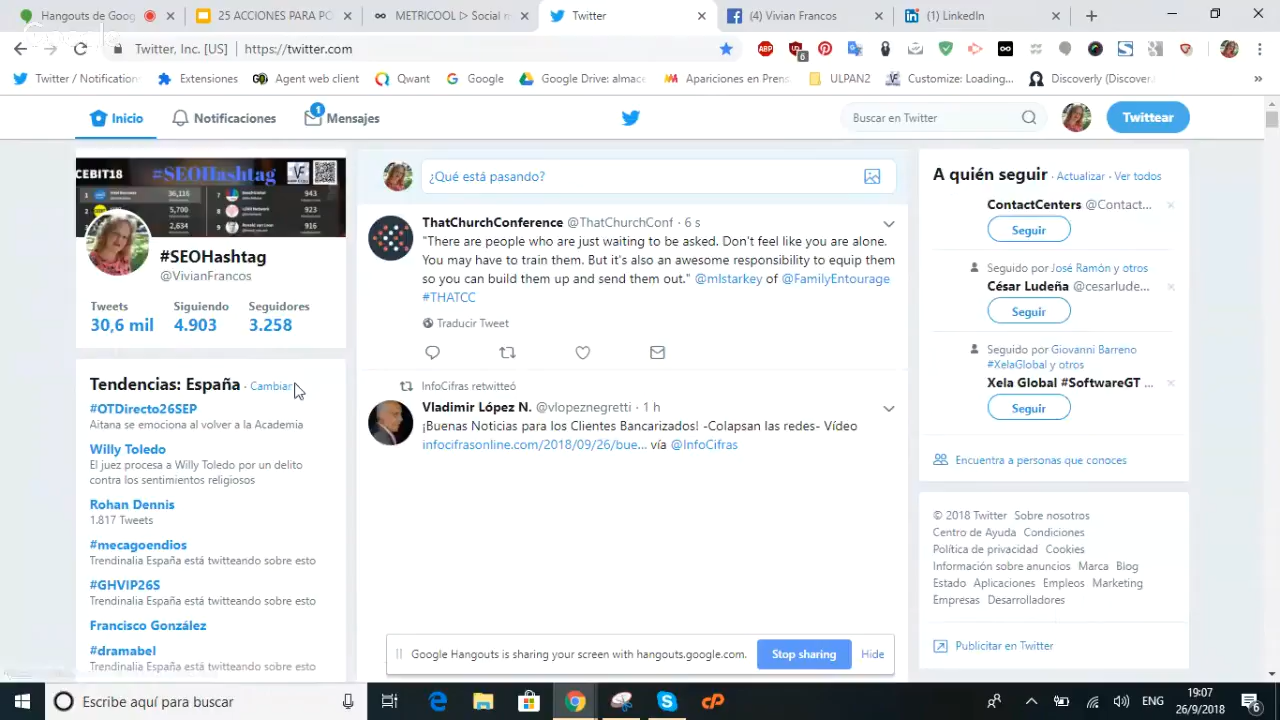 Hangouts de Goog
25 ACCIONES PARA PC
METRICOOL | Social m
Twitter
(4) Vivian Francos
(1) LinkedIn
Twitter, Inc. [US]
https://twitter.com
ABP
6
Twitter / Notification
Extensiones
Agent web client
Qwant
Google
Google Drive: almac
Apariciones en Prens
ULPAN2
Customize: Loading...
Discoverly (Discover
Inicio
Notificaciones
1
Mensajes
Buscar en Twitter
Twittear
CEBIT18 #SEOHashtag
36,116
943
5,700
923
2,634
916
#SEOHashtag
@VivianFrancos
Tweets Siguiendo Seguidores
30,6 mil 4.903 3.258
Tendencias: España · Cambiar
#OTDirecto26SEP
Aitana se emociona al volver a la Academia
Willy Toledo
El juez procesa a Willy Toledo por un delito
contra los sentimientos religiosos
Rohan Dennis
1.817 Tweets
#mecagoendios
Trendinalia España está twitteando sobre esto
#GHVIP26S
Trendinalia España está twitteando sobre esto
Francisco González
#dramabel
Trendinalia España está twitteando sobre esto
¿Qué está pasando?
ThatChurchConference @ThatChurchConf · 6 s
"There are people who are just waiting to be asked. Don't feel like you are alone.
You may have to train them. But it's also an awesome responsibility to equip them
so you can build them up and send them out." @mlstarkey of @FamilyEntourage
#THATCC
Traducir Tweet
InfoCifras retwitteó
Vladimir López N. @vlopeznegretti · 1 h
¡Buenas Noticias para los Clientes Bancarizados! -Colapsan las redes- Vídeo
infocifrasonline.com/2018/09/26/bue... vía @InfoCifras
Google Hangouts is sharing your screen with hangouts.google.com.
Stop sharing
Hide
A quién seguir · Actualizar · Ver todos
ContactCenters @Contact...
Seguir
Seguido por José Ramón y otros
César Ludeña @cesarlude...
Seguir
Seguido por Giovanni Barreno
#XelaGlobal y otros
Xela Global #SoftwareGT ...
Seguir
Encuentra a personas que conoces
© 2018 Twitter Sobre nosotros
Centro de Ayuda Condiciones
Política de privacidad Cookies
Información sobre anuncios Marca Blog
Estado Aplicaciones Empleos Marketing
Empresas Desarrolladores
Publicitar en Twitter
Escribe aquí para buscar
ENG
19:07
26/9/2018
6